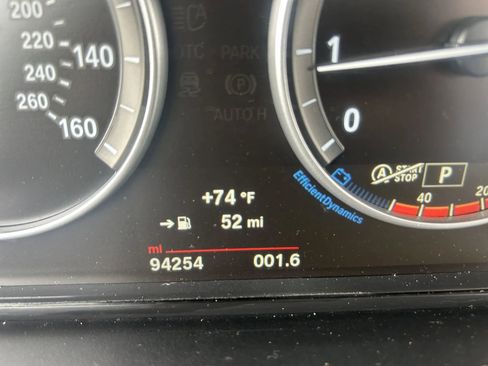 200
220
240
260
140
160
DTC PARK
(P)
AUTO H
1
0
A START STOP P
EfficientDynamics
40 20
+74 °F
52 mi
mi
94254 001.6